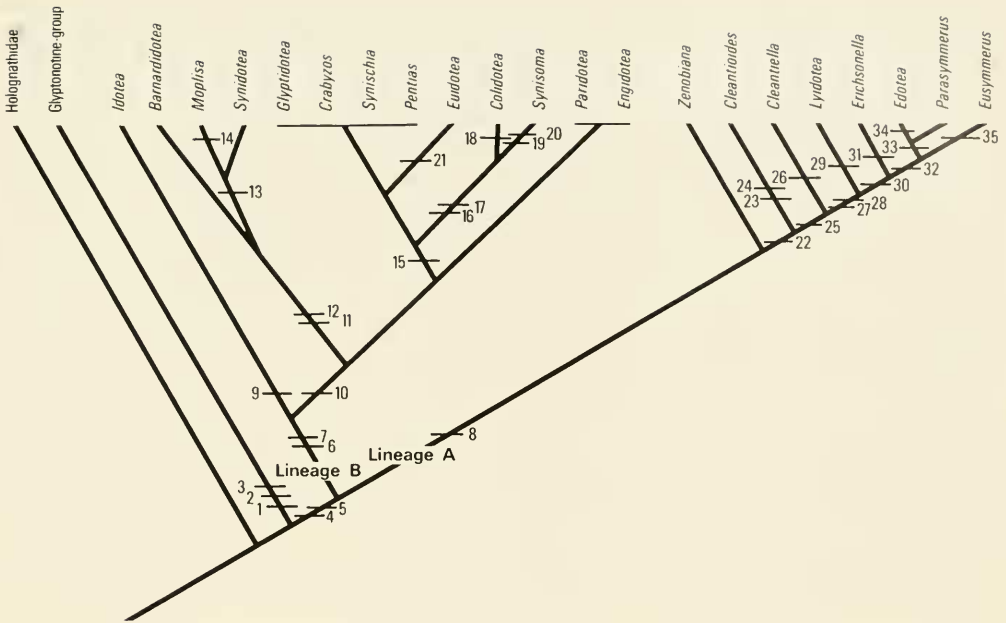 Holognathidae
Glyptonotine-group
Idotea
Barnardidotea
Moplisa
Synidotea
Glyptidotea
Crabyzos
Synischia
Pentias
Euidotea
Colidotea
Synisoma
Paridotea
Engidotea
Zenobiana
Cleantioides
Cleantiella
Lyidotea
Erichsonella
Edotea
Parasymmerus
Eusymmerus
14
13
12
11
21
18
20
19
17
16
15
9
10
7
6
8
Lineage B
Lineage A
3
2
1
5
4
34
35
33
31
32
29
30
26
28
27
24
23
25
22